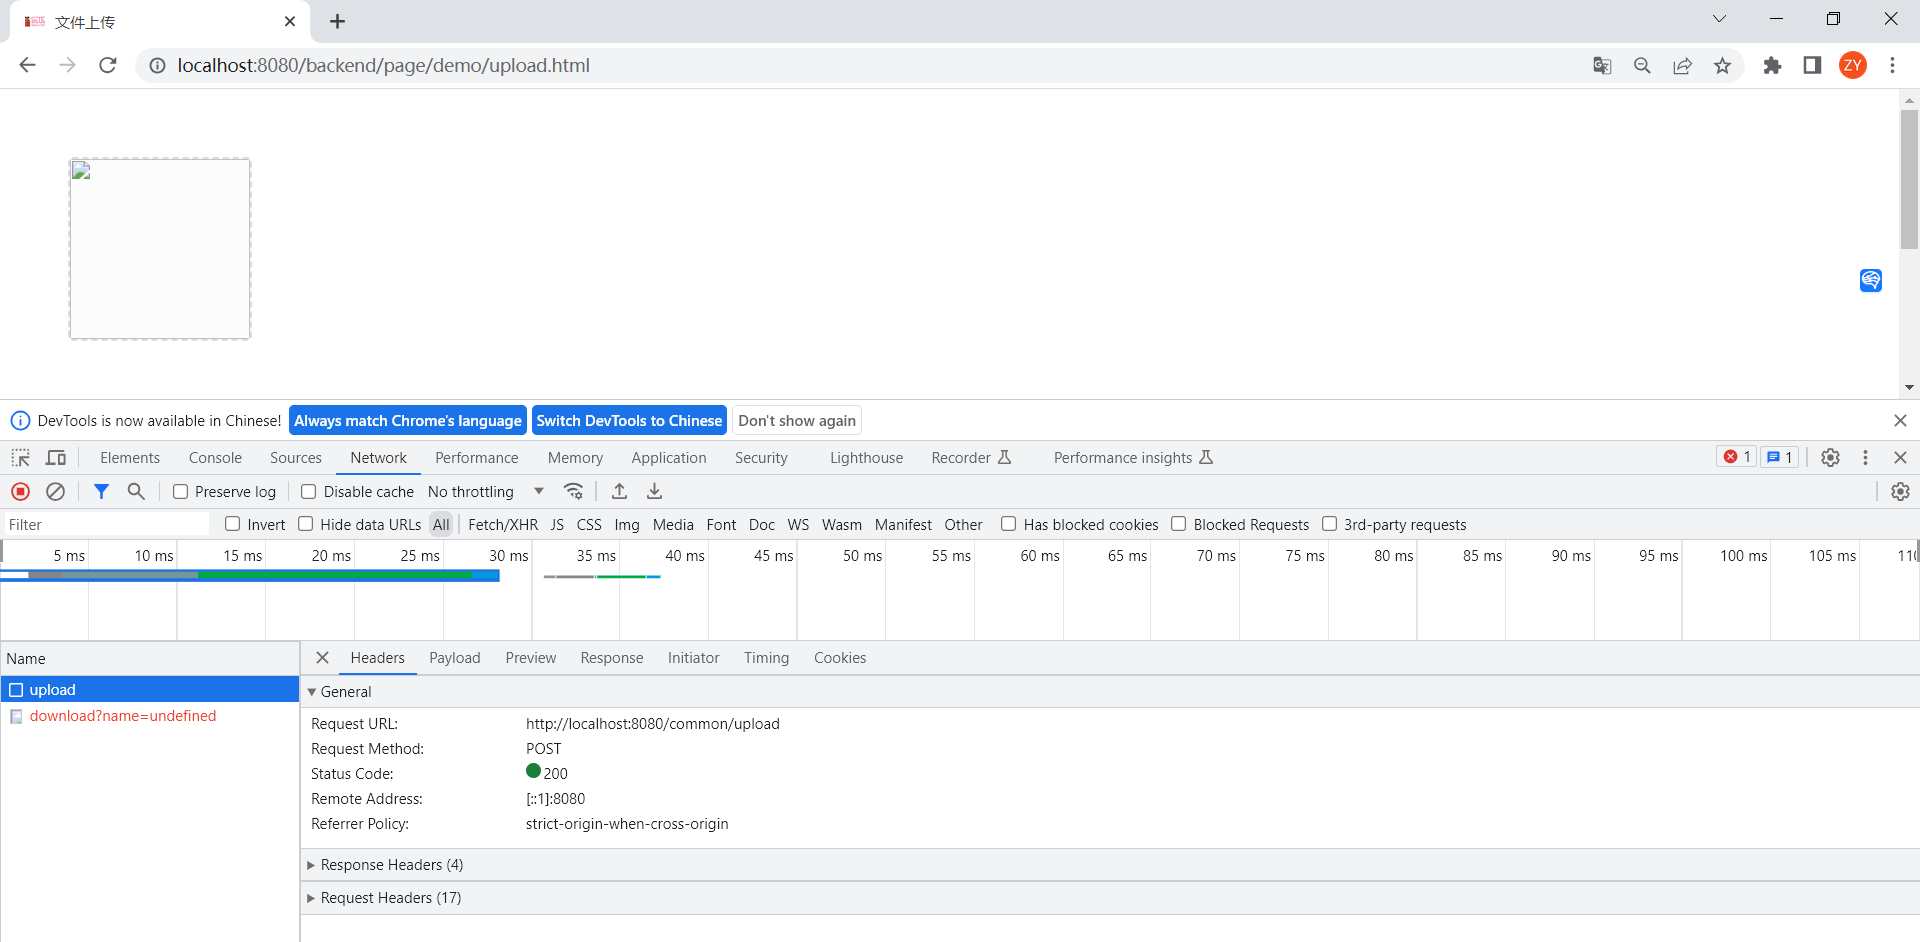 文件上传
localhost:8080/backend/page/demo/upload.html
ZY
DevTools is now available in Chinese! Always match Chrome's language Switch DevTools to Chinese Don't show again
Elements Console Sources Network Performance Memory Application Security Lighthouse Recorder Performance insights 1 1
Preserve log Disable cache No throttling
Filter Invert Hide data URLs All Fetch/XHR JS CSS Img Media Font Doc WS Wasm Manifest Other Has blocked cookies Blocked Requests 3rd-party requests
5 ms 10 ms 15 ms 20 ms 25 ms 30 ms 35 ms 40 ms 45 ms 50 ms 55 ms 60 ms 65 ms 70 ms 75 ms 80 ms 85 ms 90 ms 95 ms 100 ms 105 ms
Name Headers Payload Preview Response Initiator Timing Cookies
upload
General
download?name=undefined
Request URL: http://localhost:8080/common/upload
Request Method: POST
Status Code: 200
Remote Address: [::1]:8080
Referrer Policy: strict-origin-when-cross-origin
Response Headers (4)
Request Headers (17)